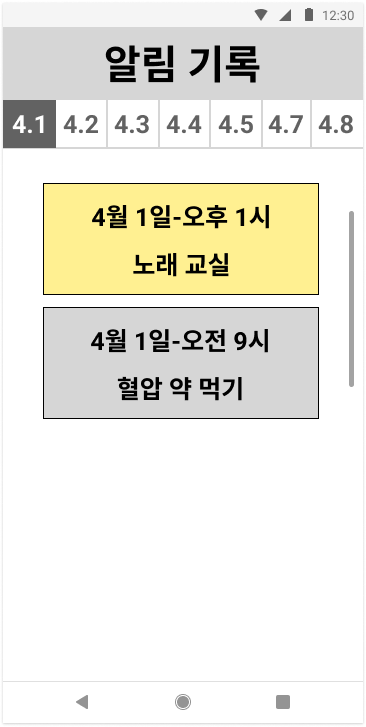 12:30
알림 기록
4.1 4.2 4.3 4.4 4.5 4.7 4.8
4월 1일-오후 1시
노래 교실
4월 1일-오전 9시
혈압 약 먹기